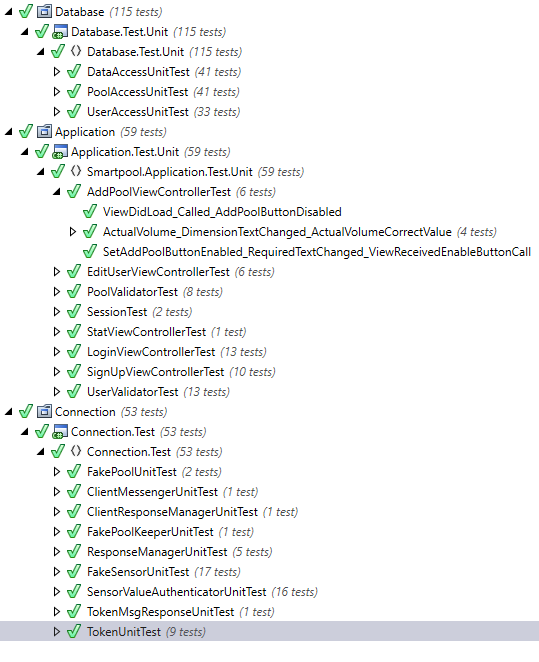 Database (115 tests)
Database.Test.Unit (115 tests)
Database.Test.Unit (115 tests)
DataAccessUnitTest (41 tests)
PoolAccessUnitTest (41 tests)
UserAccessUnitTest (33 tests)
Application (59 tests)
Application.Test.Unit (59 tests)
Smartpool.Application.Test.Unit (59 tests)
AddPoolViewControllerTest (6 tests)
ViewDidLoad_Called_AddPoolButtonDisabled
ActualVolume_DimensionTextChanged_ActualVolumeCorrectValue (4 tests)
SetAddPoolButtonEnabled_RequiredTextChanged_ViewReceivedEnableButtonCall
EditUserViewControllerTest (6 tests)
PoolValidatorTest (8 tests)
SessionTest (2 tests)
StatViewControllerTest (1 test)
LoginViewControllerTest (13 tests)
SignUpViewControllerTest (10 tests)
UserValidatorTest (13 tests)
Connection (53 tests)
Connection.Test (53 tests)
{} Connection.Test (53 tests)
FakePoolUnitTest (2 tests)
ClientMessengerUnitTest (1 test)
ClientResponseManagerUnitTest (1 test)
FakePoolKeeperUnitTest (1 test)
ResponseManagerUnitTest (5 tests)
FakeSensorUnitTest (17 tests)
SensorValueAuthenticatorUnitTest (16 tests)
TokenMsgResponseUnitTest (1 test)
TokenUnitTest (9 tests)